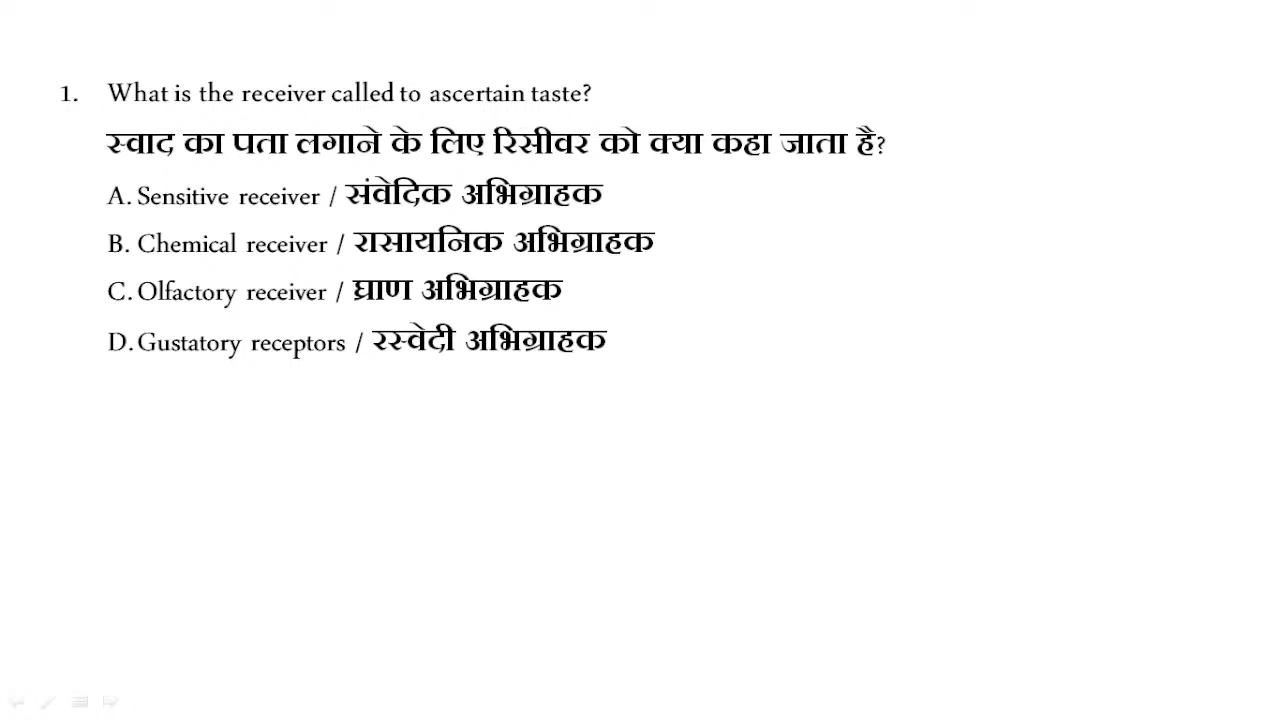 1. What is the receiver called to ascertain taste?
स्वाद का पता लगाने के लिए रिसीवर को क्या कहा जाता है?
A. Sensitive receiver / संवेदिक अभिग्राहक
B. Chemical receiver / रासायनिक अभिग्राहक
C. Olfactory receiver / घ्राण अभिग्राहक
D. Gustatory receptors / रस्वेदी अभिग्राहक